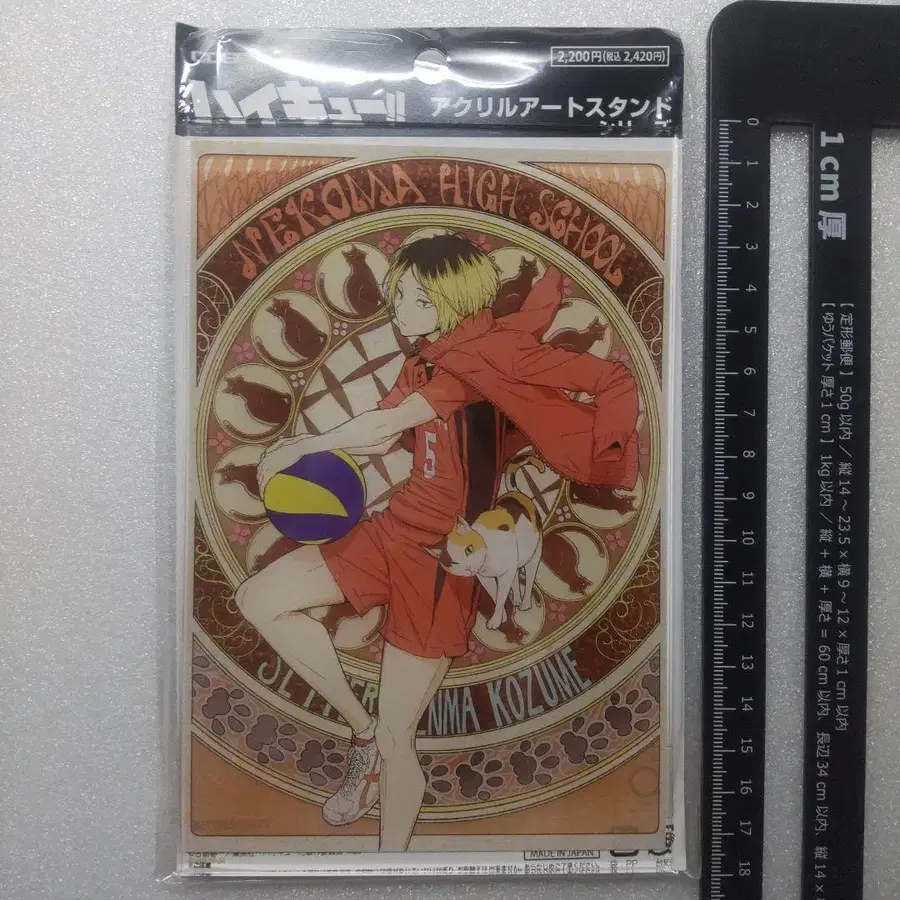 2,200円(税込 2,420円)
ハイキュー!!
アクリルアートスタンド
シリーズ
NEKOMA HIGH SCHOOL
5
KOZUME
MADE IN JAPAN
PP
0
1
2
3
4
5
6
7
8
9
10
11
12
13
14
15
16
17
18
1 cm 厚
【 定形郵便 】 50g 以内 ／ 縦 14 ～ 23.5 × 横 9 ～ 12 × 厚さ 1 cm 以内
【 ゆうパケット 厚さ 1 cm 】 1kg 以内 ／ 縦 + 横 + 厚さ = 60 cm 以内、長辺 34 cm 以内、縦 14 ×